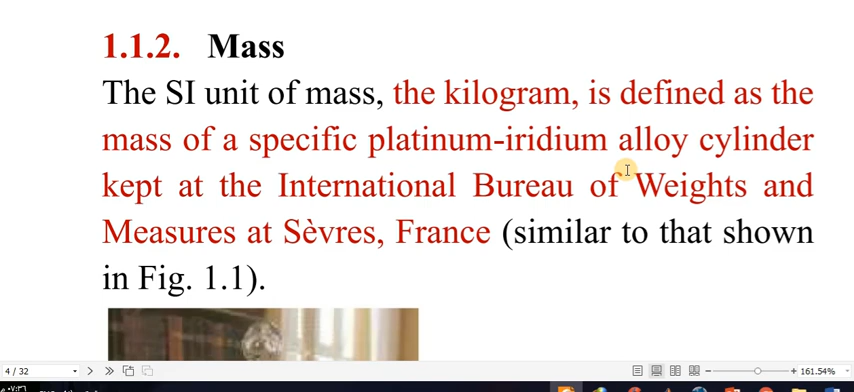 1.1.2. Mass
The SI unit of mass, the kilogram, is defined as the
mass of a specific platinum-iridium alloy cylinder
kept at the International Bureau of Weights and
Measures at Sèvres, France (similar to that shown
in Fig. 1.1).
4 / 32
161.54%